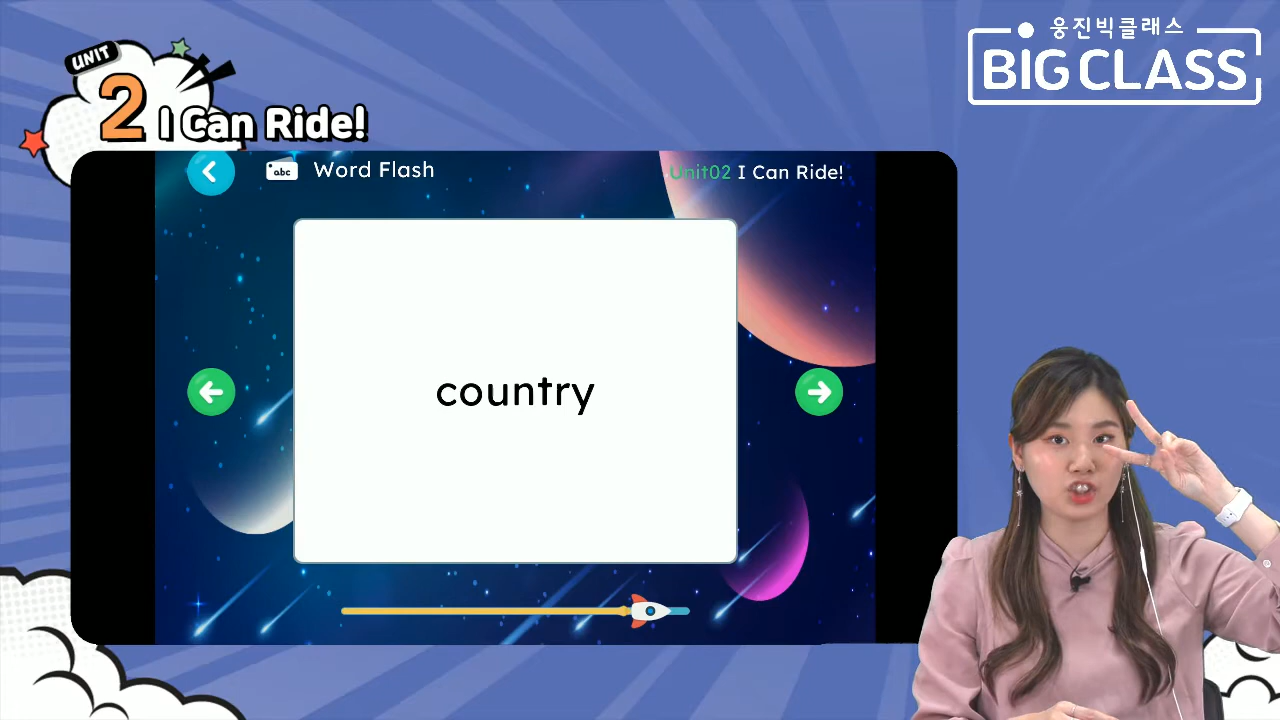 웅진빅클래스
BIG CLASS
UNIT
2 I Can Ride!
abc Word Flash
Unit02 I Can Ride!
country